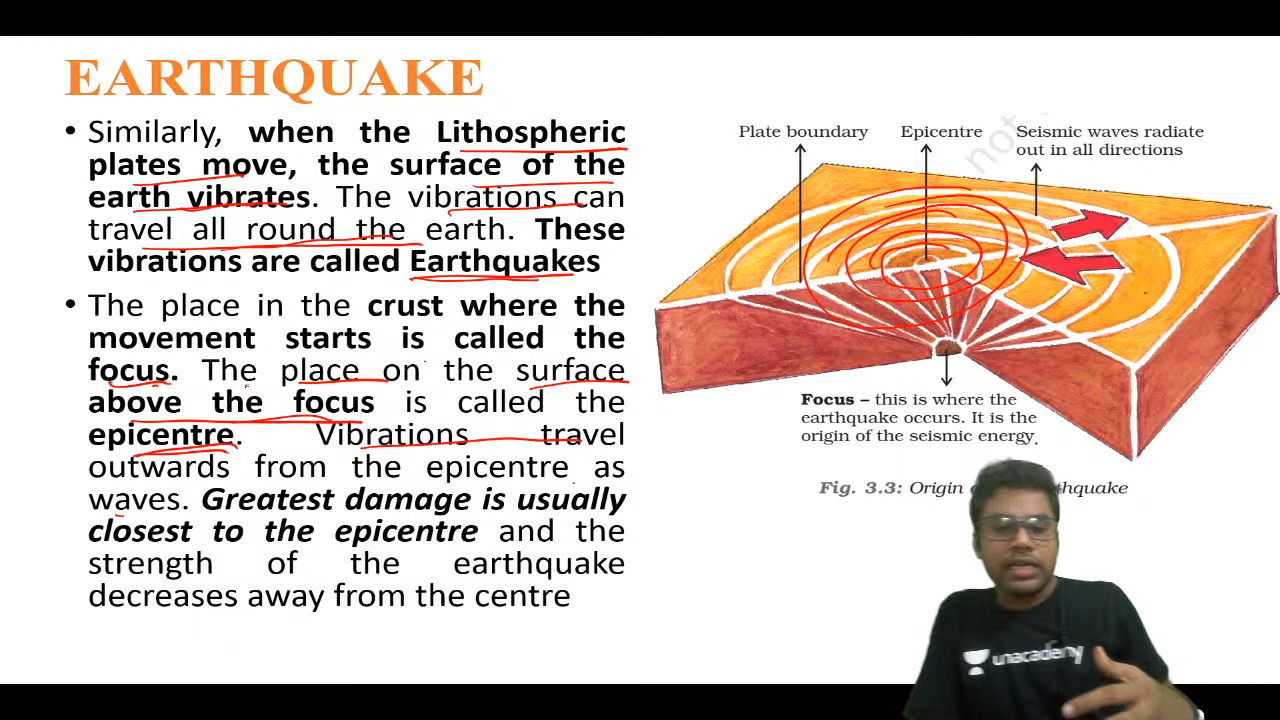 EARTHQUAKE
• Similarly, when the Lithospheric
plates move, the surface of the
earth vibrates. The vibrations can
travel all round the earth. These
vibrations are called Earthquakes
• The place in the crust where the
movement starts is called the
focus. The place on the surface
above the focus is called the
epicentre. Vibrations travel
outwards from the epicentre as
waves. Greatest damage is usually
closest to the epicentre and the
strength of the earthquake
decreases away from the centre
not
Plate boundary
Epicentre
Seismic waves radiate
out in all directions
Focus – this is where the
earthquake occurs. It is the
origin of the seismic energy.
Fig. 3.3: Origin
unacademy